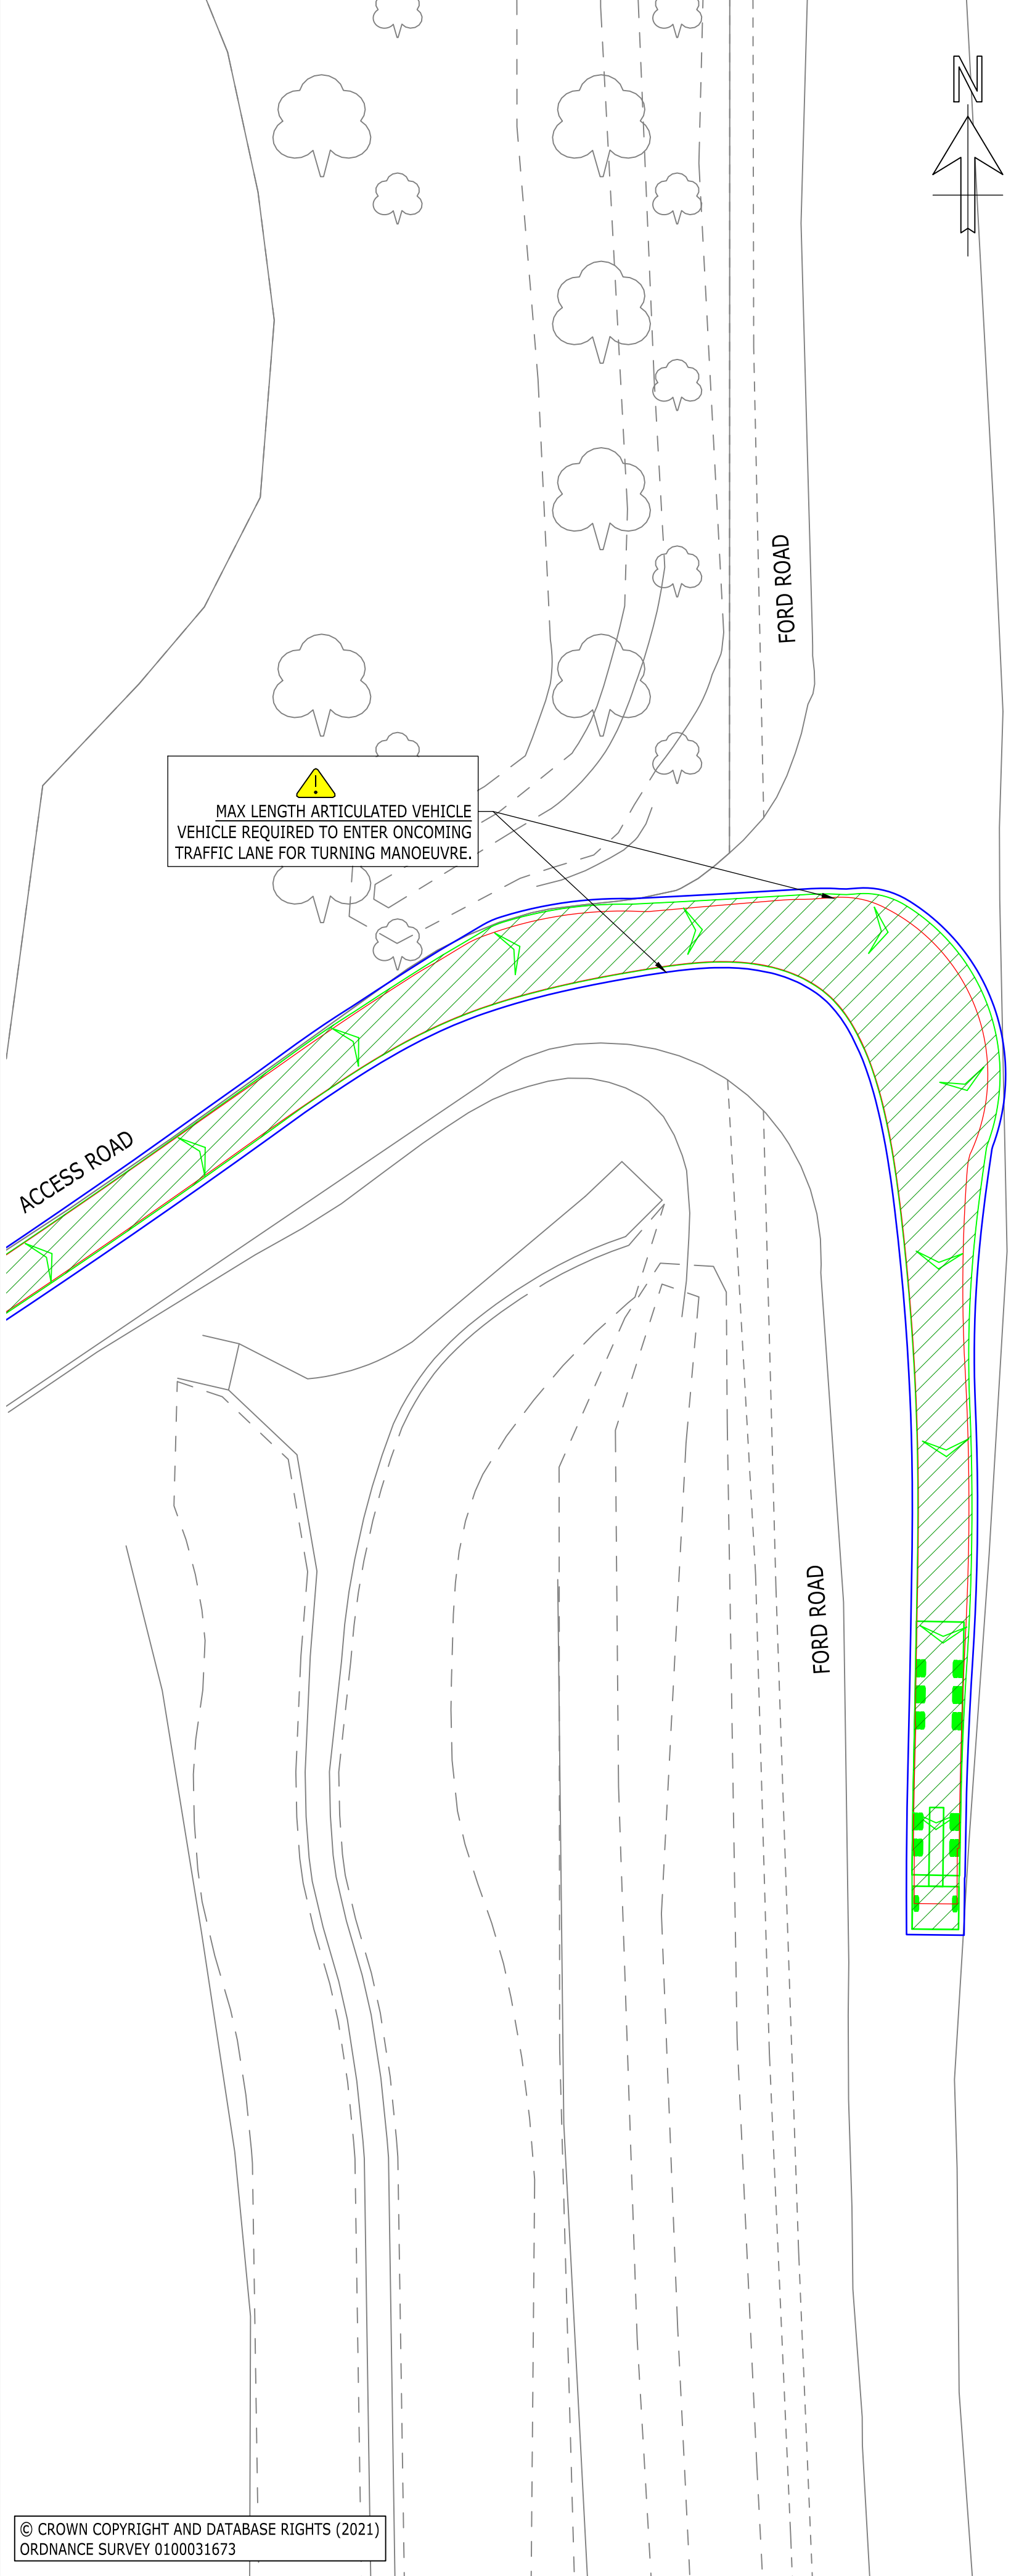 N
FORD ROAD
MAX LENGTH ARTICULATED VEHICLE
VEHICLE REQUIRED TO ENTER ONCOMING
TRAFFIC LANE FOR TURNING MANOEUVRE.
ACCESS ROAD
FORD ROAD
© CROWN COPYRIGHT AND DATABASE RIGHTS (2021)
ORDNANCE SURVEY 0100031673